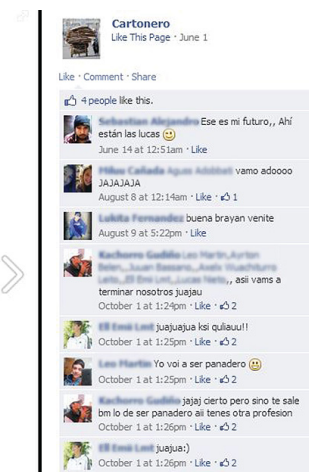 Cartonero
Like This Page · June 1
Like · Comment · Share
4 people like this.
Ese es mi futuro,, Ahí
están las lucas
June 14 at 12:51am · Like
vamo adoooo
JAJAJAJA
August 8 at 12:14am · Like · 1
buena brayan venite
August 9 at 5:22pm · Like
,, asii vams a
terminar nosotros juajau
October 1 at 1:24pm · Like · 2
juajuajua ksi quliauu!!
October 1 at 1:25pm · Like · 2
Yo voi a ser panadero
October 1 at 1:25pm · Like · 2
jajaj cierto pero sino te sale
bm lo de ser panadero aii tenes otra profesion
October 1 at 1:26pm · Like · 2
juajua:)
October 1 at 1:26pm · Like · 2